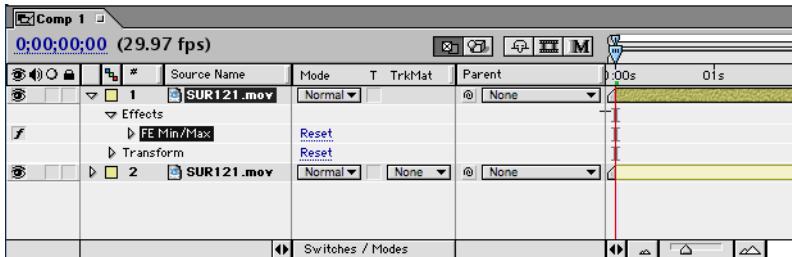 Comp 1
0;00;00;00 (29.97 fps)
M
# Source Name Mode T TrkMat Parent 0:00s 01s
1 SUR121.mov Normal None
Effects
FE Min/Max Reset
Transform Reset
2 SUR121.mov Normal None None
Switches / Modes